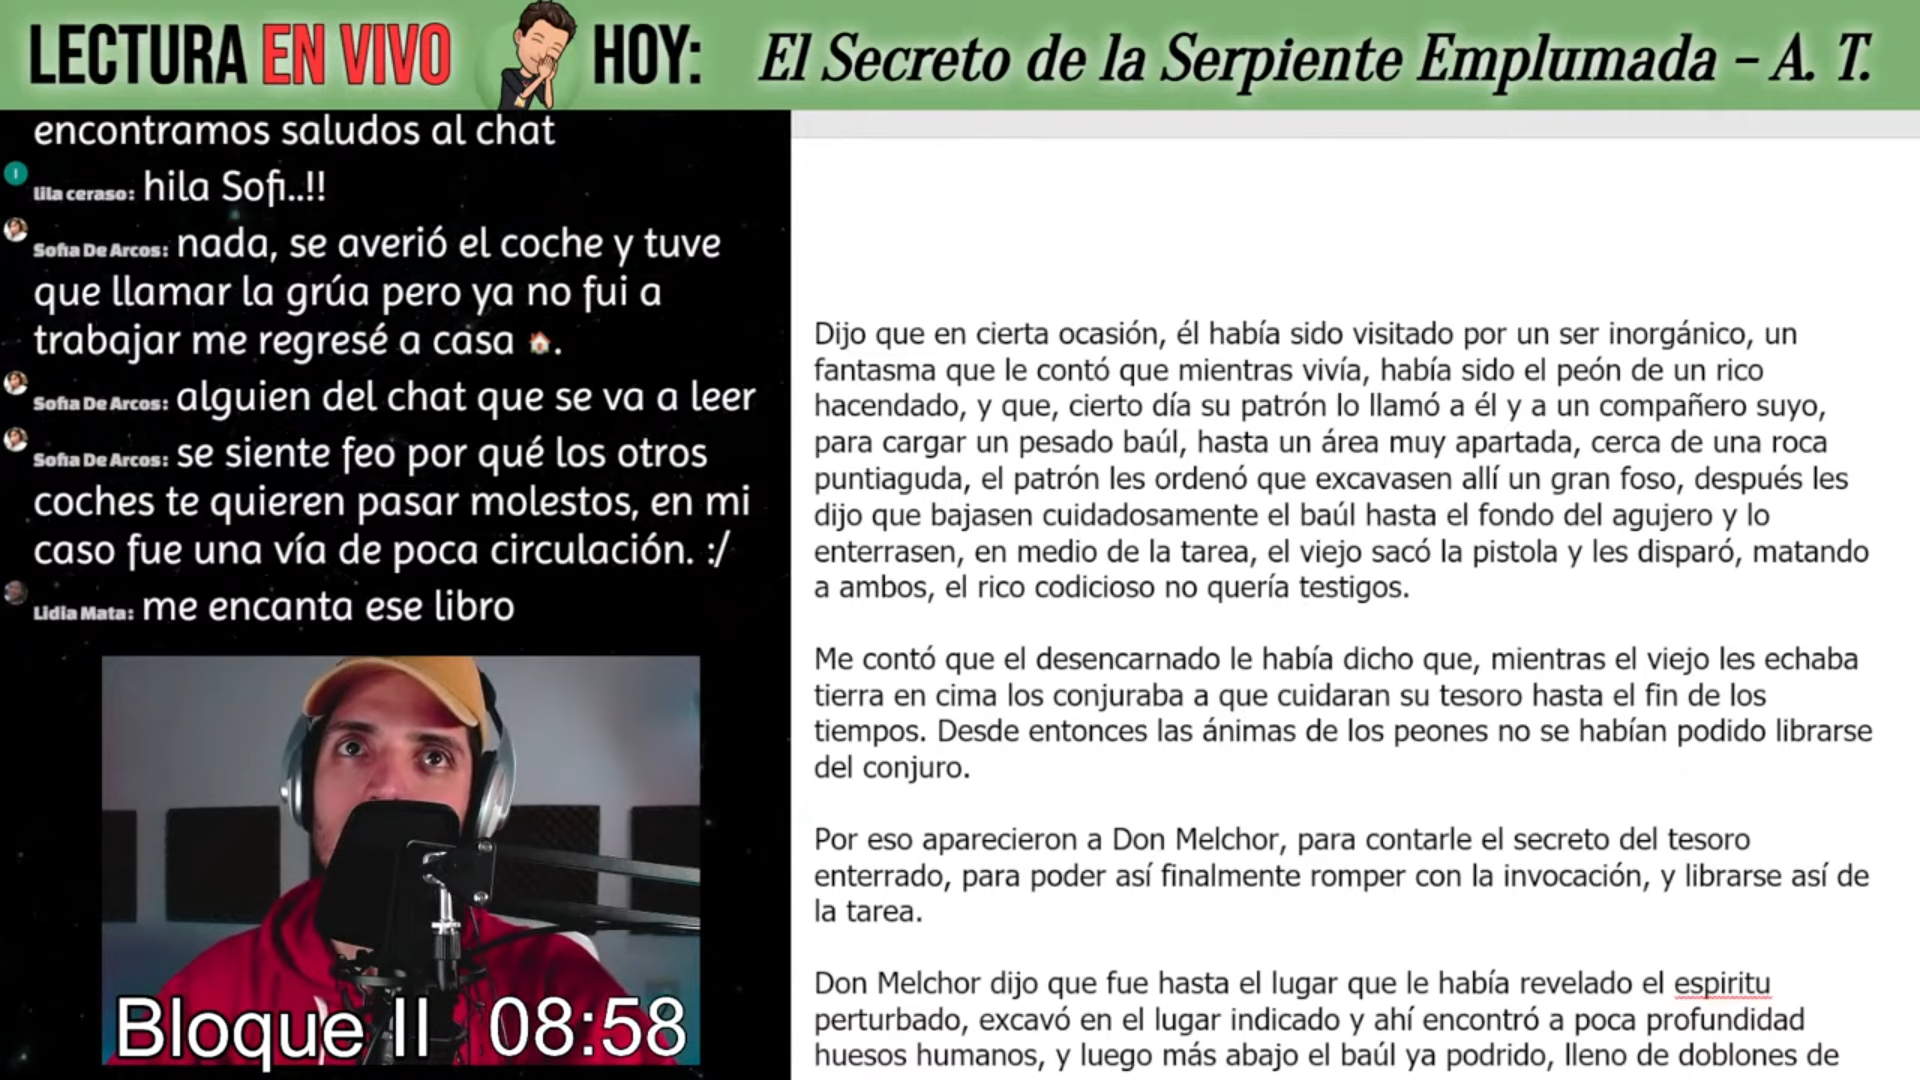 LECTURA EN VIVO HOY: El Secreto de la Serpiente Emplumada - A. T.
encontramos saludos al chat
lila ceraso: hila Sofi..!!
Sofia De Arcos: nada, se averió el coche y tuve
que llamar la grúa pero ya no fui a
trabajar me regresé a casa 🏠.
Sofia De Arcos: alguien del chat que se va a leer
Sofia De Arcos: se siente feo por qué los otros
coches te quieren pasar molestos, en mi
caso fue una vía de poca circulación. :/
Lidia Mata: me encanta ese libro
Bloque II 08:58
Dijo que en cierta ocasión, él había sido visitado por un ser inorgánico, un
fantasma que le contó que mientras vivía, había sido el peón de un rico
hacendado, y que, cierto día su patrón lo llamó a él y a un compañero suyo,
para cargar un pesado baúl, hasta un área muy apartada, cerca de una roca
puntiaguda, el patrón les ordenó que excavasen allí un gran foso, después les
dijo que bajasen cuidadosamente el baúl hasta el fondo del agujero y lo
enterrasen, en medio de la tarea, el viejo sacó la pistola y les disparó, matando
a ambos, el rico codicioso no quería testigos.
Me contó que el desencarnado le había dicho que, mientras el viejo les echaba
tierra en cima los conjuraba a que cuidaran su tesoro hasta el fin de los
tiempos. Desde entonces las ánimas de los peones no se habían podido librarse
del conjuro.
Por eso aparecieron a Don Melchor, para contarle el secreto del tesoro
enterrado, para poder así finalmente romper con la invocación, y librarse así de
la tarea.
Don Melchor dijo que fue hasta el lugar que le había revelado el espiritu
perturbado, excavó en el lugar indicado y ahí encontró a poca profundidad
huesos humanos, y luego más abajo el baúl ya podrido, lleno de doblones de